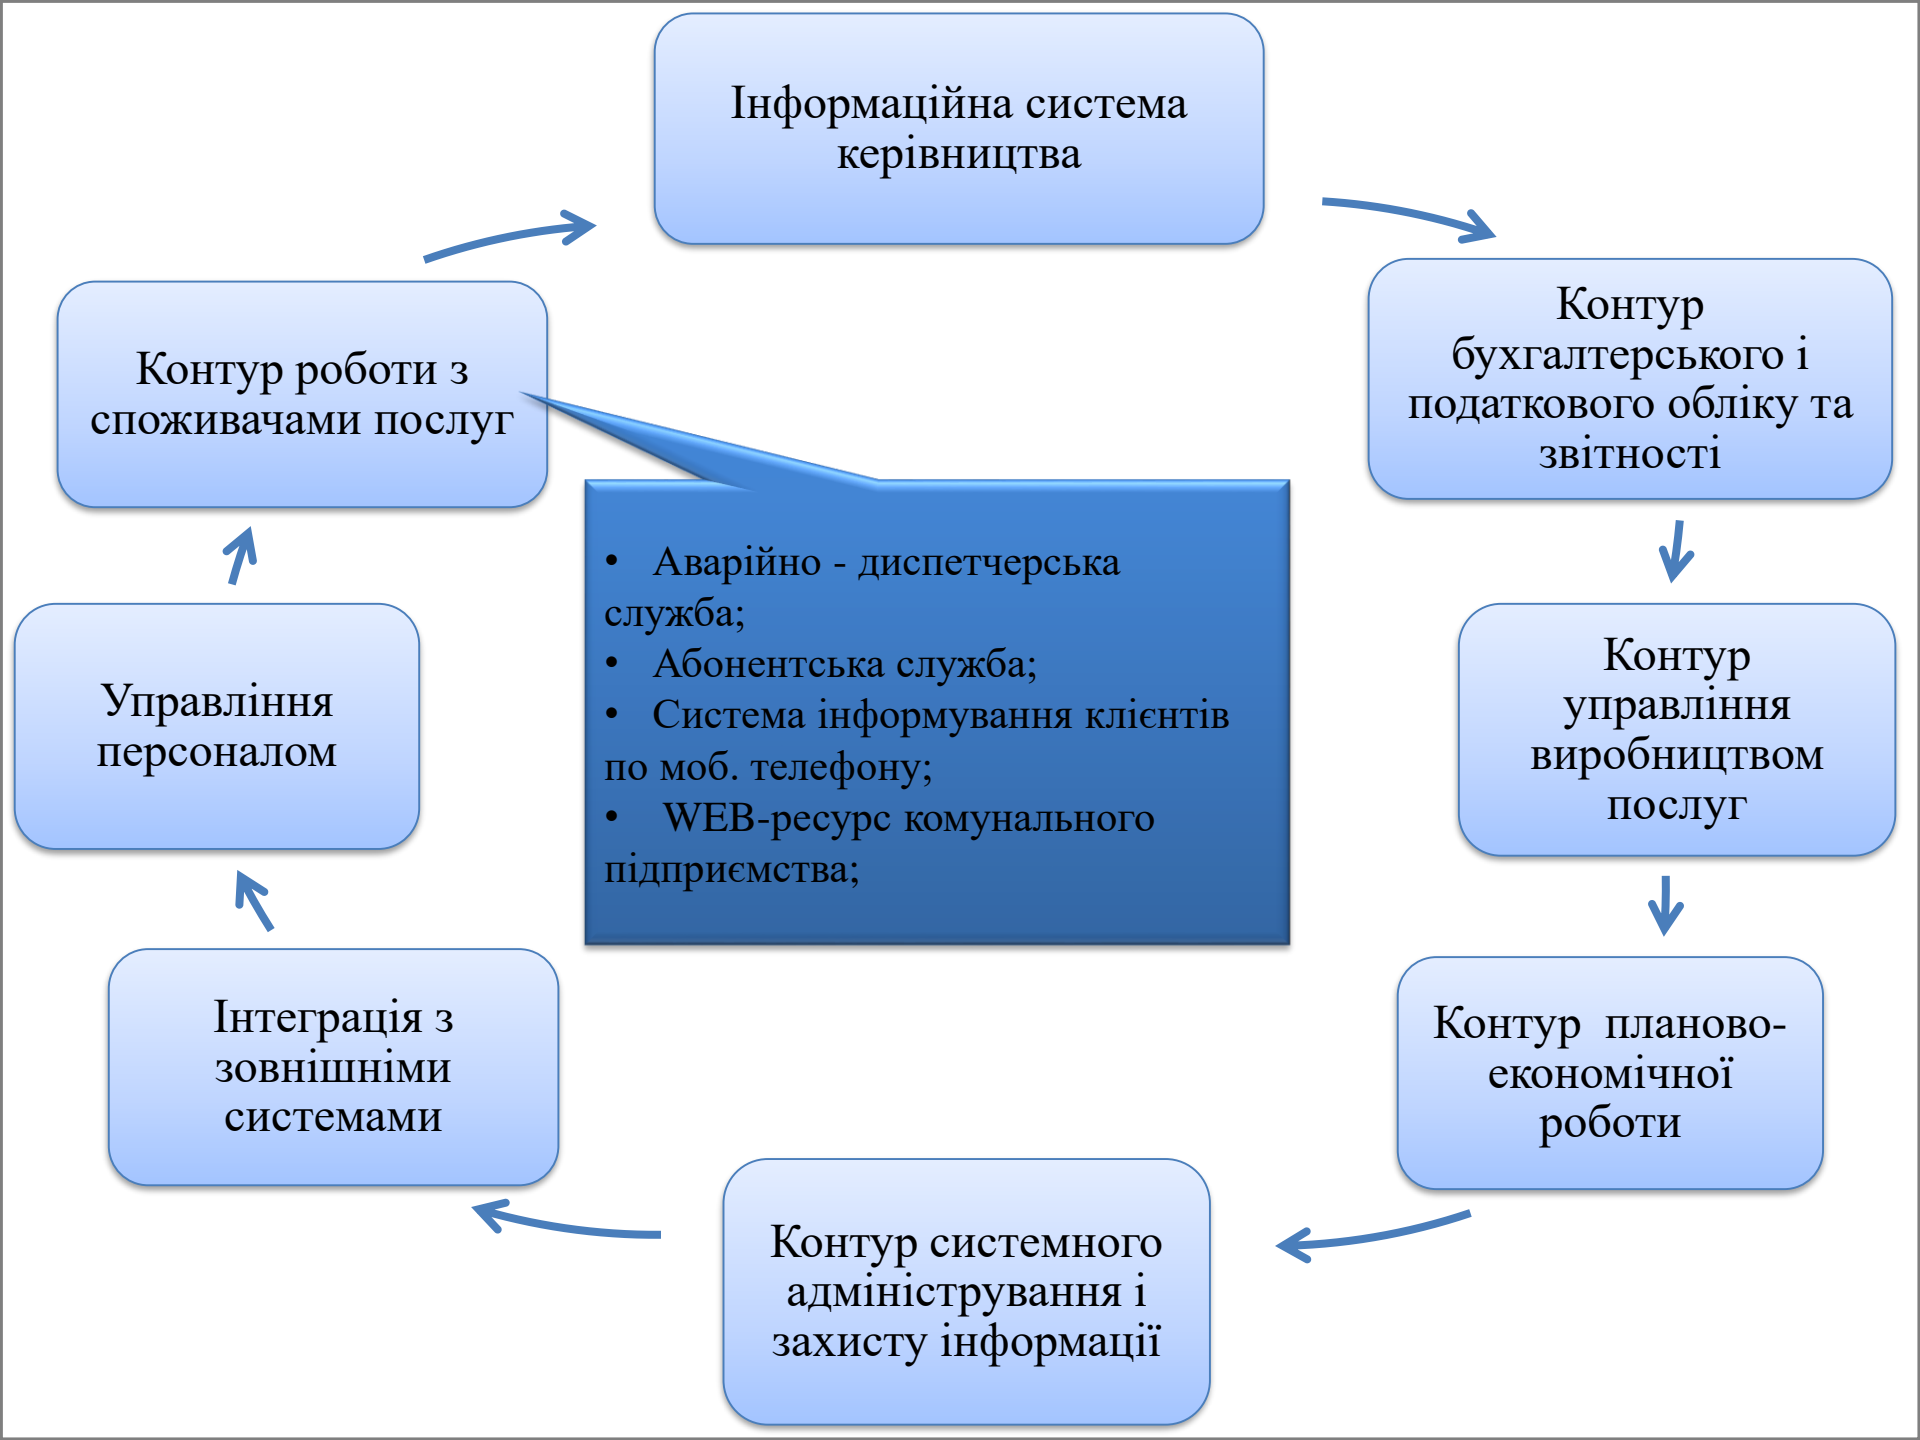 Інформаційна система
керівництва
Контур
бухгалтерського і
податкового обліку та
звітності
Контур роботи з
споживачами послуг
• Аварійно - диспетчерська
служба;
• Абонентська служба;
• Система інформування клієнтів
по моб. телефону;
• WEB-ресурс комунального
підприємства;
Контур
управління
виробництвом
послуг
Управління
персоналом
Контур планово-
економічної
роботи
Інтеграція з
зовнішніми
системами
Контур системного
адміністрування і
захисту інформації